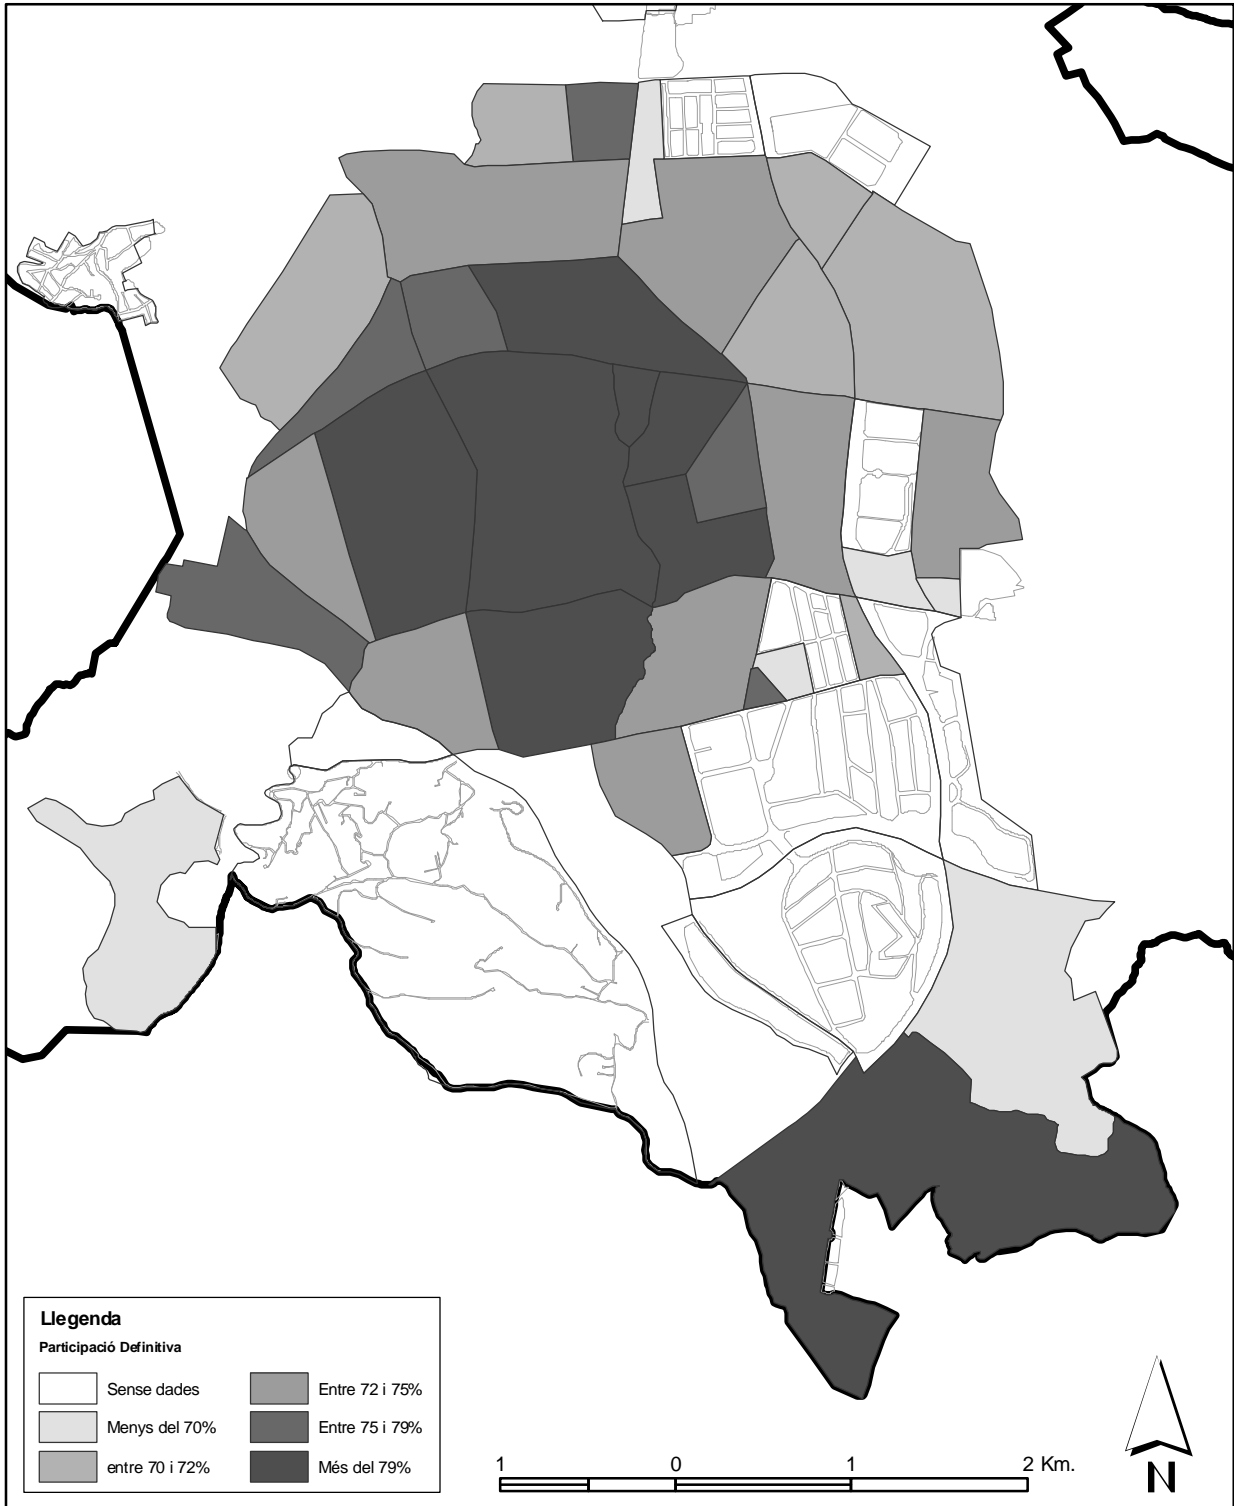 Llegenda
Participació Definitiva
Sense dades
Menys del 70%
entre 70 i 72%
Entre 72 i 75%
Entre 75 i 79%
Més del 79%
1 0 1 2 Km.
N